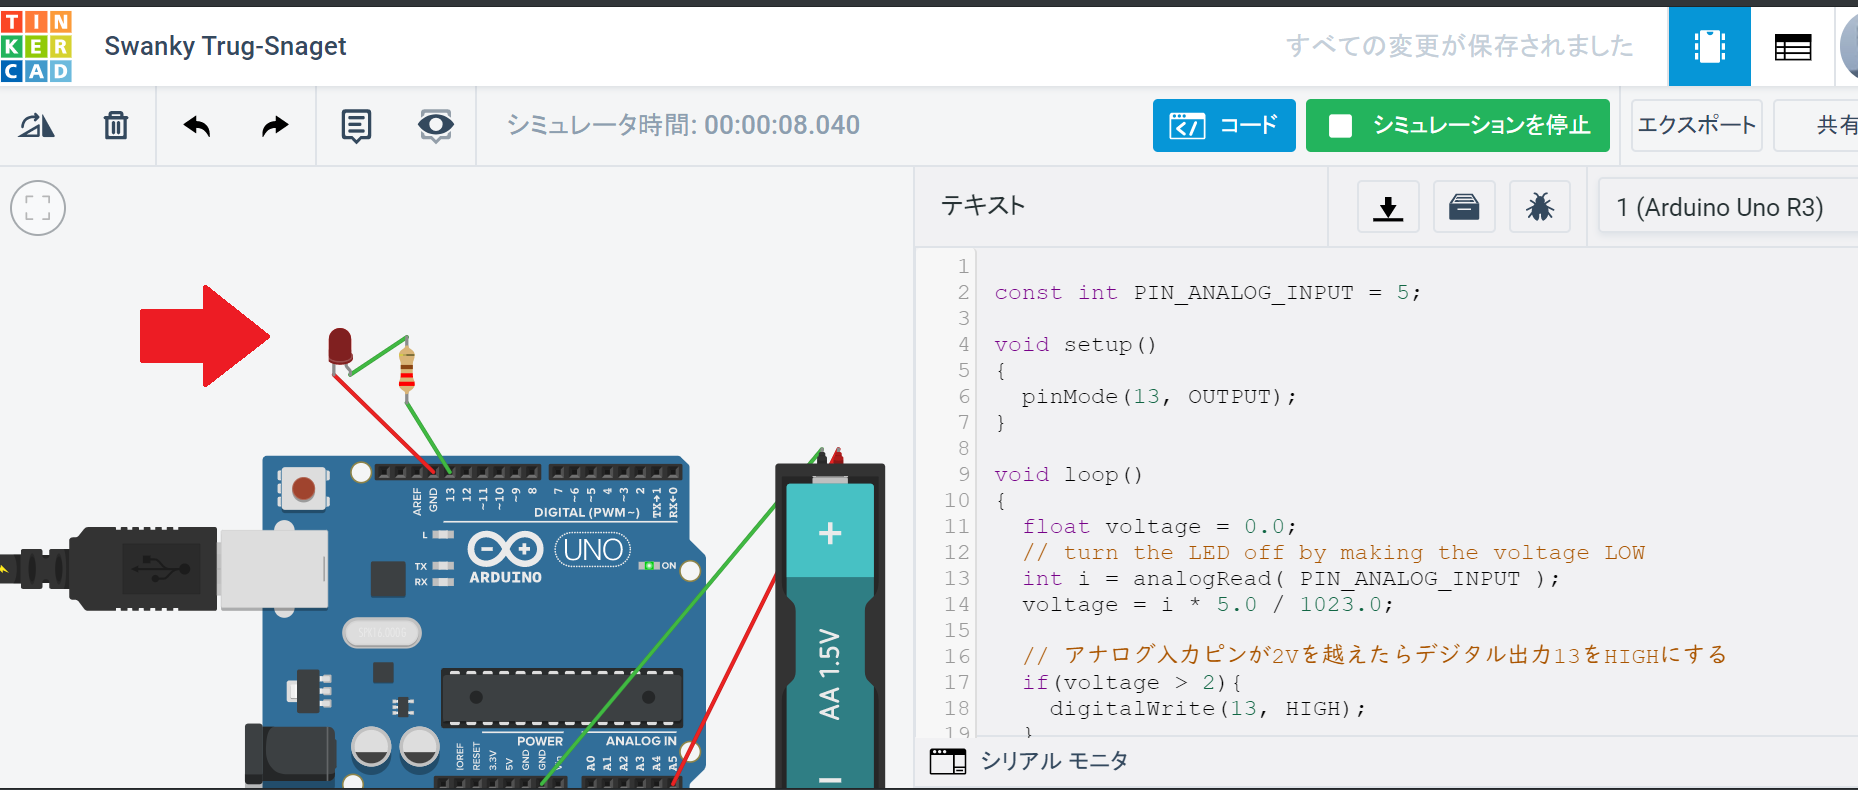 TIN
KER
CAD
Swanky Trug-Snaget
すべての変更が保存されました
シミュレータ時間: 00:00:08.040
コード
シミュレーションを停止
エクスポート
共有
テキスト
1 (Arduino Uno R3)
1
2 const int PIN_ANALOG_INPUT = 5;
3
4 void setup()
5 {
6 pinMode(13, OUTPUT);
7 }
8
9 void loop()
10 {
11 float voltage = 0.0;
12 // turn the LED off by making the voltage LOW
13 int i = analogRead( PIN_ANALOG_INPUT );
14 voltage = i * 5.0 / 1023.0;
15
16 // アナログ入力ピンが2Vを越えたらデジタル出力13をHIGHにする
17 if(voltage > 2){
18 digitalWrite(13, HIGH);
19 }
シリアル モニタ
AREF
GND
13
12
~11
~10
~9
8
7
~6
~5
4
~3
2
TX→1
RX←0
DIGITAL (PWM~)
L
TX
RX
ARDUINO
UNO
ON
POWER
ANALOG IN
IOREF
RESET
3.3V
5V
GND
GND
Vin
A0
A1
A2
A3
A4
A5
+
AA 1.5V